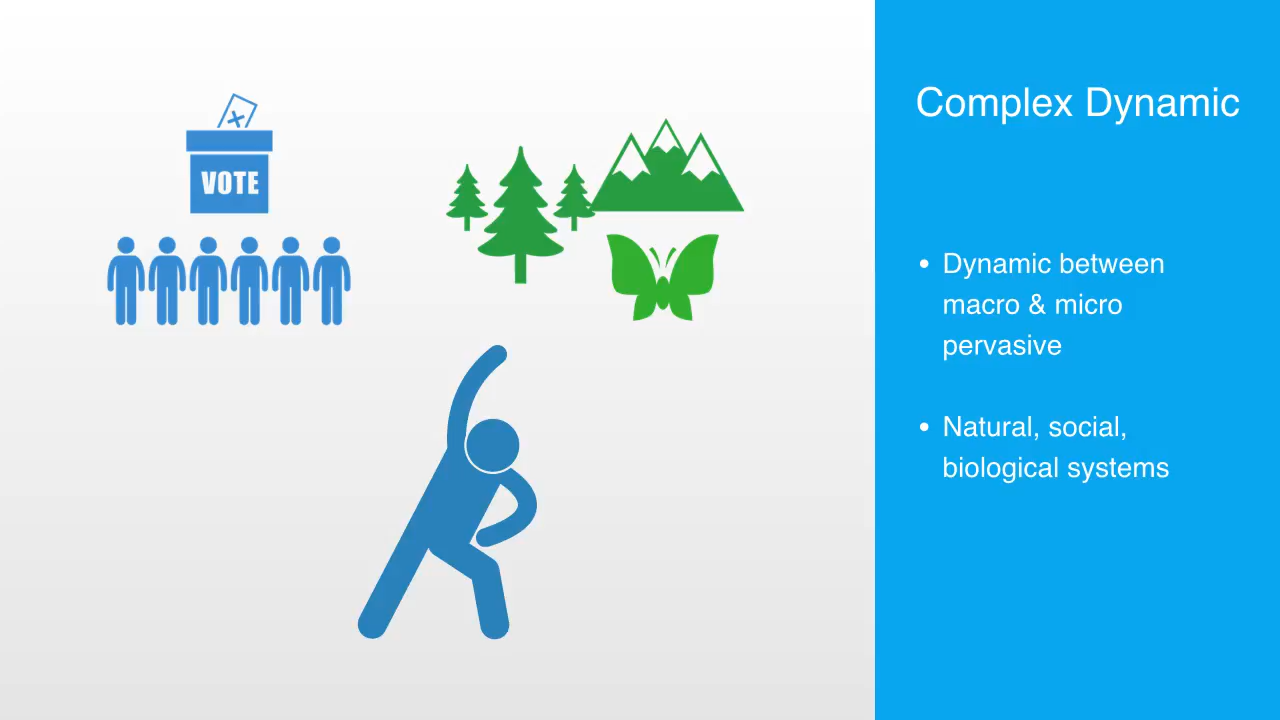 VOTE
Complex Dynamic
• Dynamic between
macro & micro
pervasive
• Natural, social,
biological systems